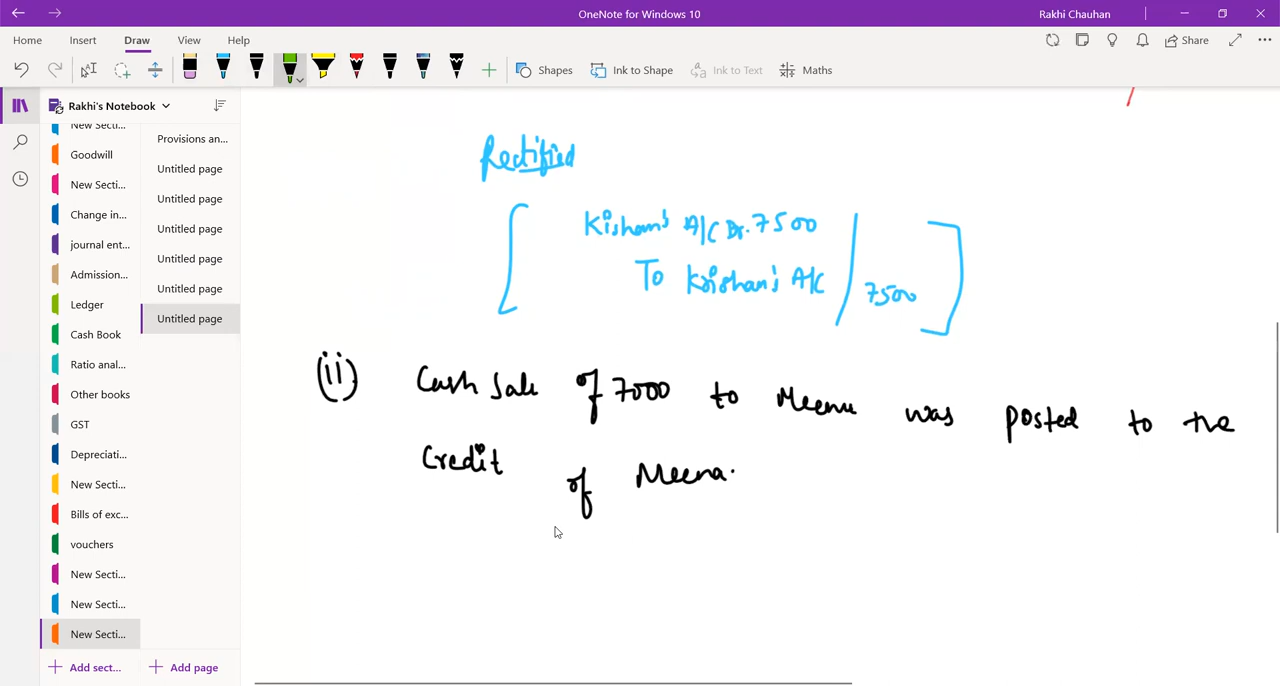 OneNote for Windows 10
Rakhi Chauhan
Home Insert Draw View Help
Share
Shapes Ink to Shape Ink to Text Maths
Rakhi's Notebook
New Secti...
Goodwill
New Secti...
Change in...
journal ent...
Admission...
Ledger
Cash Book
Ratio anal...
Other books
GST
Depreciati...
New Secti...
Bills of exc...
vouchers
New Secti...
New Secti...
New Secti...
Add sect...
Provisions an...
Untitled page
Untitled page
Untitled page
Untitled page
Untitled page
Untitled page
Add page
Rectified
Kishan's A/C Dr. 7500
To Krishan's A/C
7500
(ii) Cash Sale of 7000 to Meenu was posted to the
Credit of Meena.